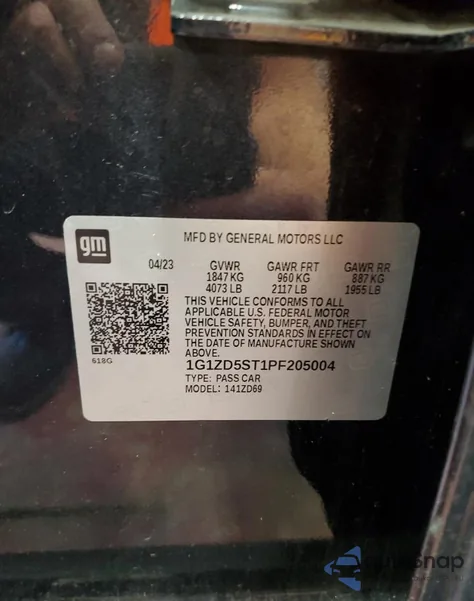 gm
MFD BY GENERAL MOTORS LLC
04/23 GVWR GAWR FRT GAWR RR
1847 KG 960 KG 887 KG
4073 LB 2117 LB 1955 LB
THIS VEHICLE CONFORMS TO ALL
APPLICABLE U.S. FEDERAL MOTOR
VEHICLE SAFETY, BUMPER, AND THEFT
PREVENTION STANDARDS IN EFFECT ON
THE DATE OF MANUFACTURE SHOWN
ABOVE.
618G
1G1ZD5ST1PF205004
TYPE: PASS CAR
MODEL: 141ZD69